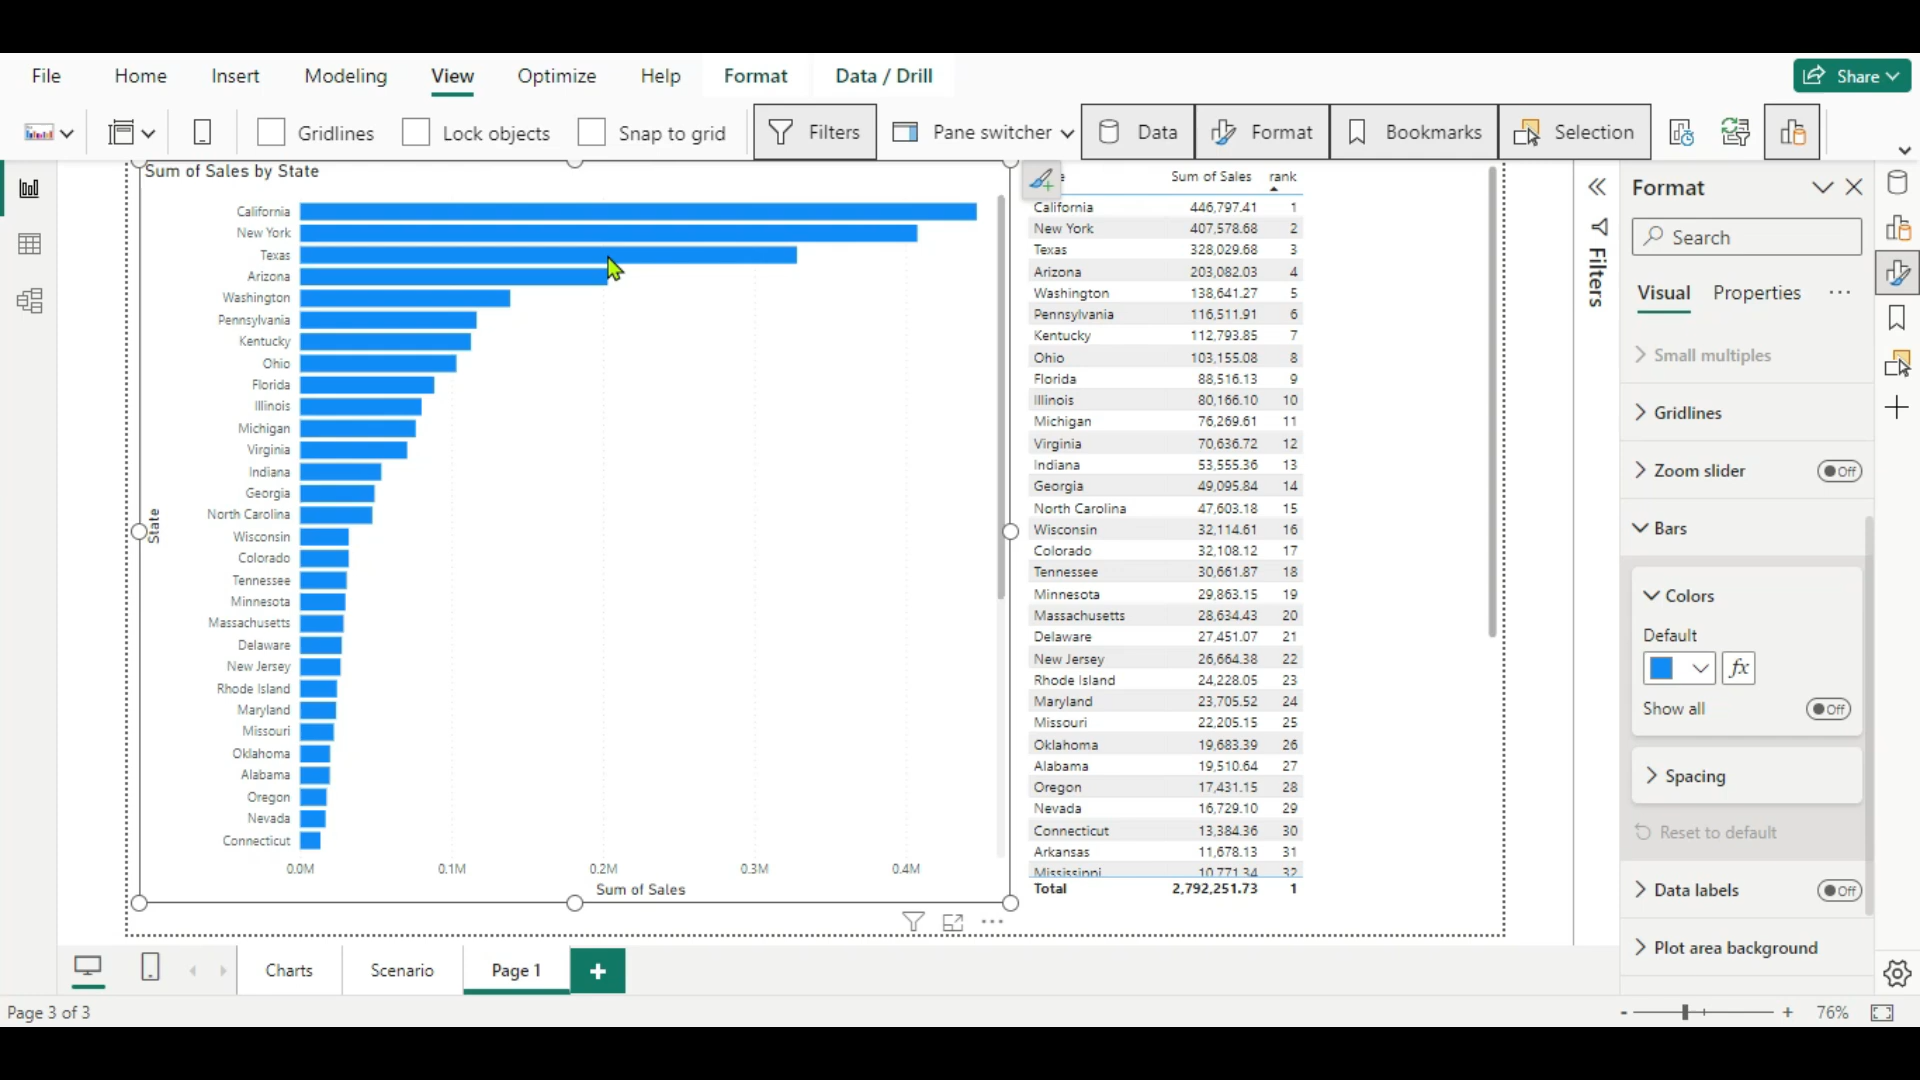 File Home Insert Modeling View Optimize Help Format Data / Drill Share
Gridlines Lock objects Snap to grid Filters Pane switcher Data Format Bookmarks Selection
Sum of Sales by State
California
New York
Texas
Arizona
Washington
Pennsylvania
Kentucky
Ohio
Florida
Illinois
Michigan
Virginia
Indiana
Georgia
North Carolina
Wisconsin
Colorado
Tennessee
Minnesota
Massachusetts
Delaware
New Jersey
Rhode Island
Maryland
Missouri
Oklahoma
Alabama
Oregon
Nevada
Connecticut
State
0.0M 0.1M 0.2M 0.3M 0.4M
Sum of Sales
e Sum of Sales rank
California 446,797.41 1
New York 407,578.68 2
Texas 328,029.68 3
Arizona 203,082.03 4
Washington 138,641.27 5
Pennsylvania 116,511.91 6
Kentucky 112,793.85 7
Ohio 103,155.08 8
Florida 88,516.13 9
Illinois 80,166.10 10
Michigan 76,269.61 11
Virginia 70,636.72 12
Indiana 53,555.36 13
Georgia 49,095.84 14
North Carolina 47,603.18 15
Wisconsin 32,114.61 16
Colorado 32,108.12 17
Tennessee 30,661.87 18
Minnesota 29,863.15 19
Massachusetts 28,634.43 20
Delaware 27,451.07 21
New Jersey 26,664.38 22
Rhode Island 24,228.05 23
Maryland 23,705.52 24
Missouri 22,205.15 25
Oklahoma 19,683.39 26
Alabama 19,510.64 27
Oregon 17,431.15 28
Nevada 16,729.10 29
Connecticut 13,384.36 30
Arkansas 11,678.13 31
Mississippi 10,771.34 32
Total 2,792,251.73 1
Filters
Format
Search
Visual Properties ...
Small multiples
Gridlines
Zoom slider Off
Bars
Colors
Default
fx
Show all Off
Spacing
Reset to default
Data labels Off
Plot area background
Charts Scenario Page 1 +
Page 3 of 3
- + 76%